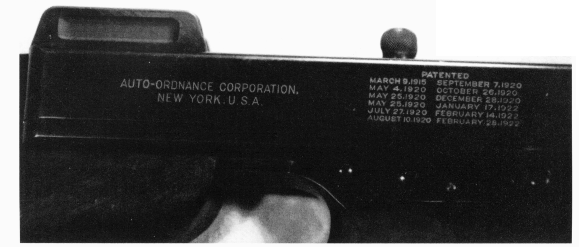 AUTO-ORDNANCE CORPORATION.
NEW YORK. U.S.A.
PATENTED
MARCH 9.1915 SEPTEMBER 7.1920
MAY 4.1920 OCTOBER 26.1920
MAY 25.1920 DECEMBER 28.1920
MAY 25.1920 JANUARY 17.1922
JULY 27.1920 FEBRUARY 14.1922
AUGUST 10.1920 FEBRUARY.28.1922